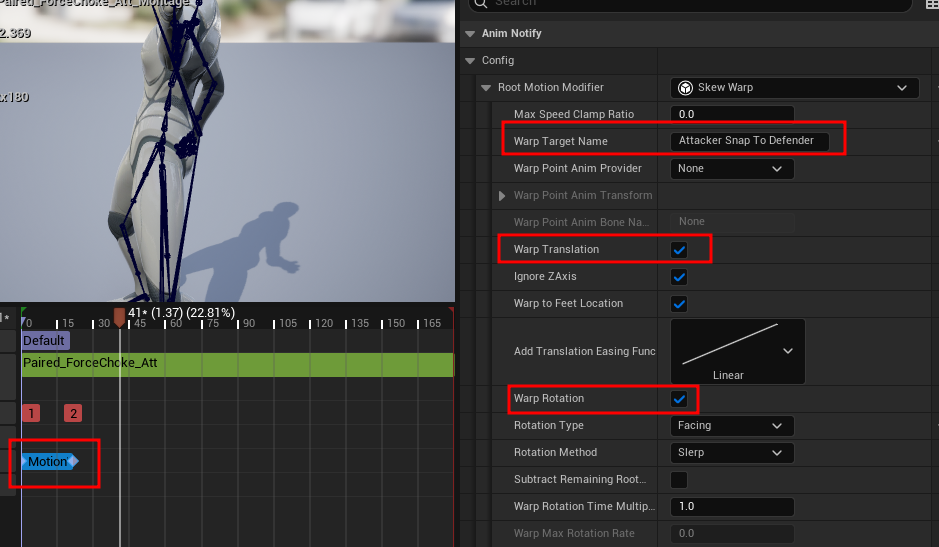 Paired_ForceChoke_Att_Montage
2.369
x180
Search
Anim Notify
Config
Root Motion Modifier
Skew Warp
Max Speed Clamp Ratio
0.0
Warp Target Name
Attacker Snap To Defender
Warp Point Anim Provider
None
Warp Point Anim Transform
Warp Point Anim Bone Na...
None
Warp Translation
Ignore ZAxis
Warp to Feet Location
Add Translation Easing Func
Linear
Warp Rotation
Rotation Type
Facing
Rotation Method
Slerp
Subtract Remaining Root...
Warp Rotation Time Multip...
1.0
Warp Max Rotation Rate
0.0
41* (1.37) (22.81%)
0 15 30 45 60 75 90 105 120 135 150 165
Default
Paired_ForceChoke_Att
1 2
Motion